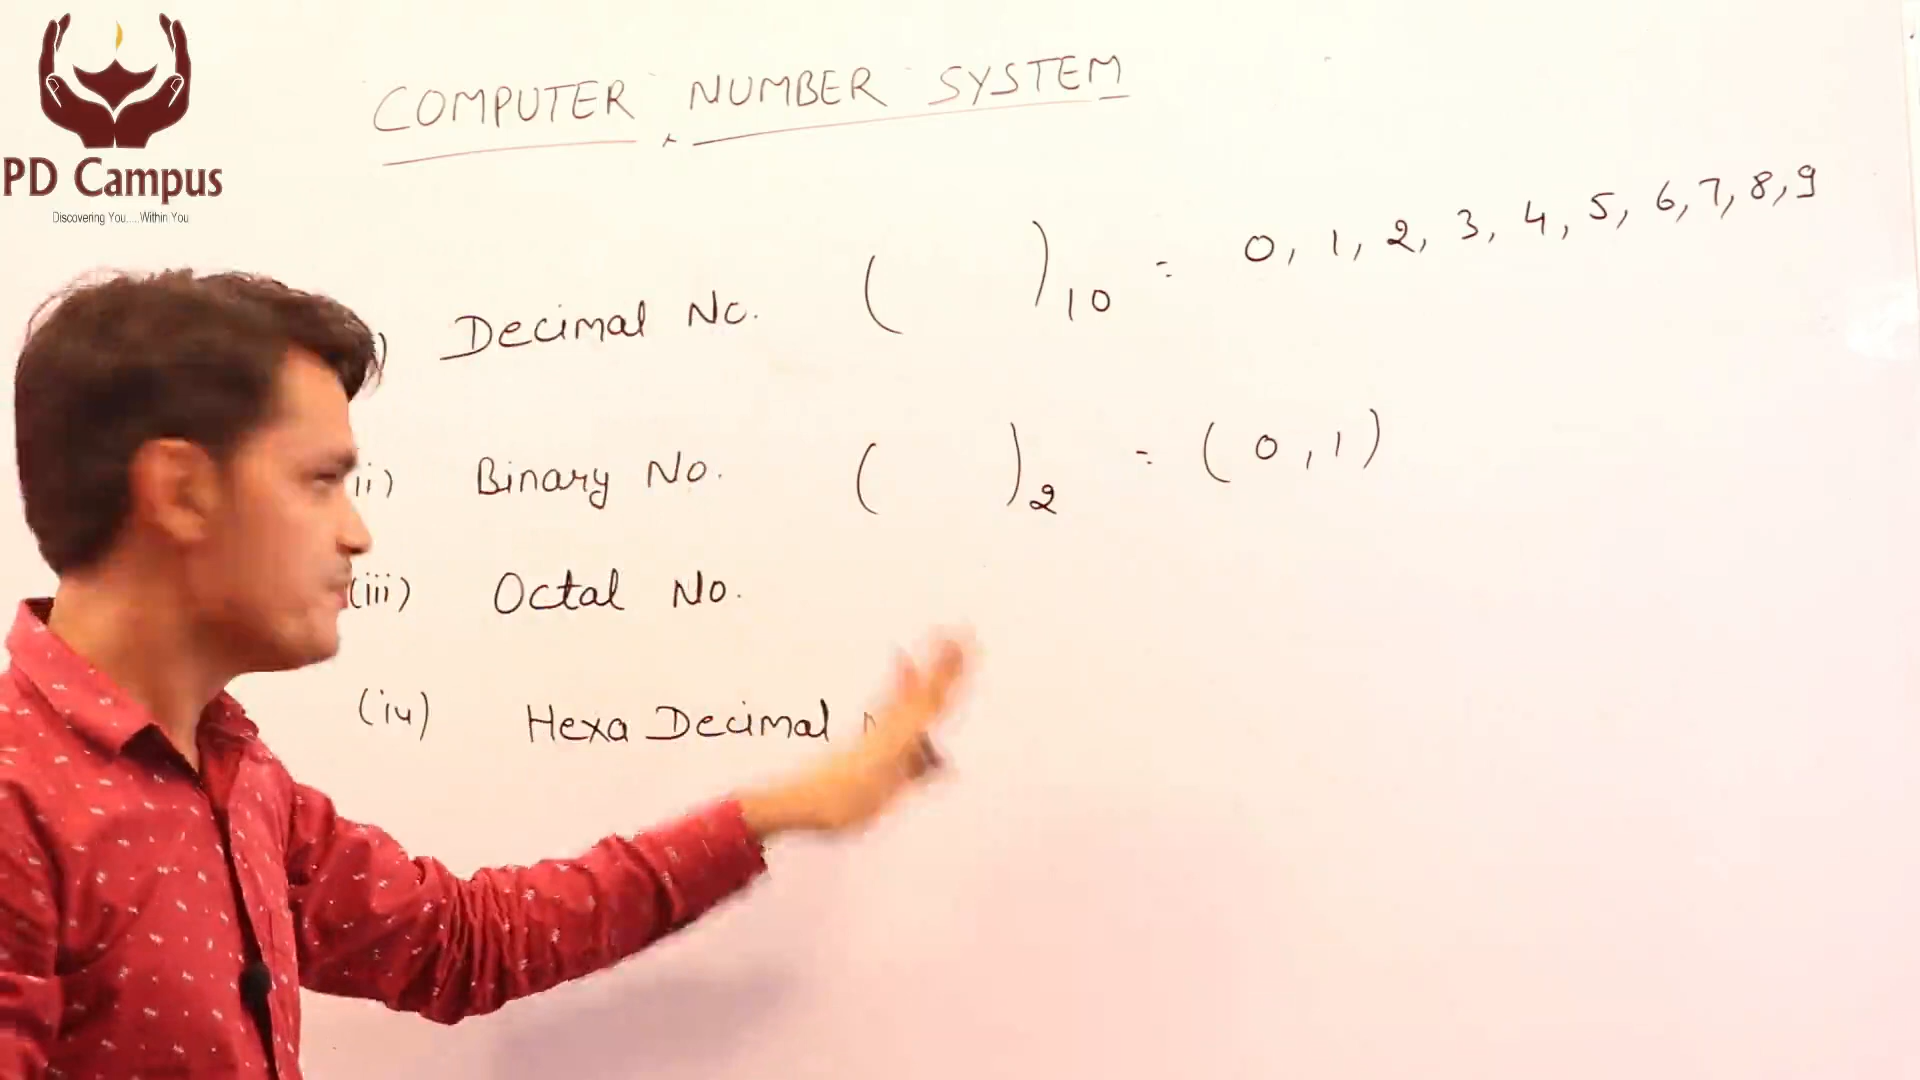 PD Campus
Discovering You.....Within You
COMPUTER NUMBER SYSTEM
) Decimal No. ( )10 = 0, 1, 2, 3, 4, 5, 6, 7, 8, 9
ii) Binary No. ( )2 = (0, 1)
(iii) Octal No.
(iv) Hexa Decimal